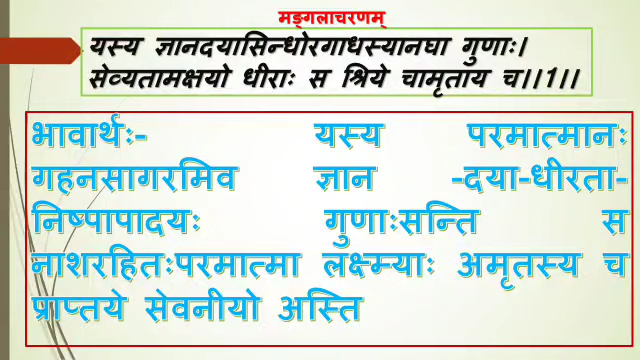 मङ्गलाचरणम्
यस्य ज्ञानदयासिन्धोरगाधस्यानघा गुणाः।
सेव्यतामक्षयो धीराः स श्रिये चामृताय च।।1।।
भावार्थः- यस्य परमात्मानः
गहनसागरमिव ज्ञान -दया-धीरता-
निष्पापादयः गुणाःसन्ति स
नाशरहितःपरमात्मा लक्ष्म्याः अमृतस्य च
प्राप्तये सेवनीयो अस्ति